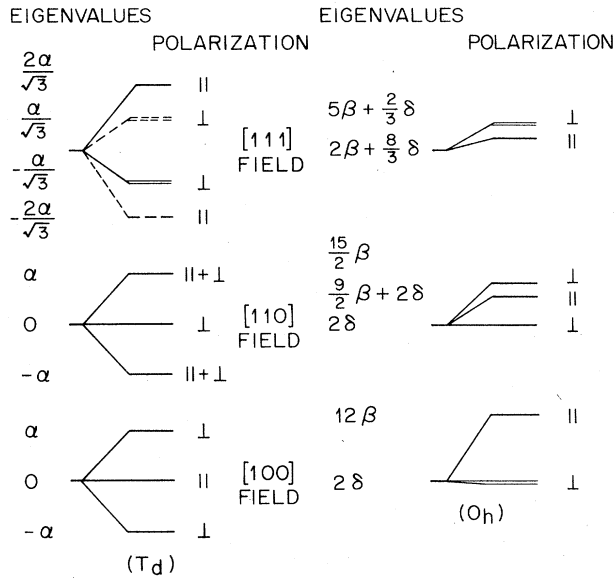 EIGENVALUES
POLARIZATION
2α/√3 ||
α/√3 ⊥
-α/√3 ⊥
-2α/√3 ||
[111]
FIELD
α ||+⊥
0 ⊥
-α ||+⊥
[110]
FIELD
α ⊥
0 ||
-α ⊥
[100]
FIELD
(Td)
EIGENVALUES
POLARIZATION
5β + 2/3 δ ⊥
2β + 8/3 δ ||
15/2 β ⊥
9/2 β + 2δ ||
2δ ⊥
12β ||
2δ ⊥
(Oh)